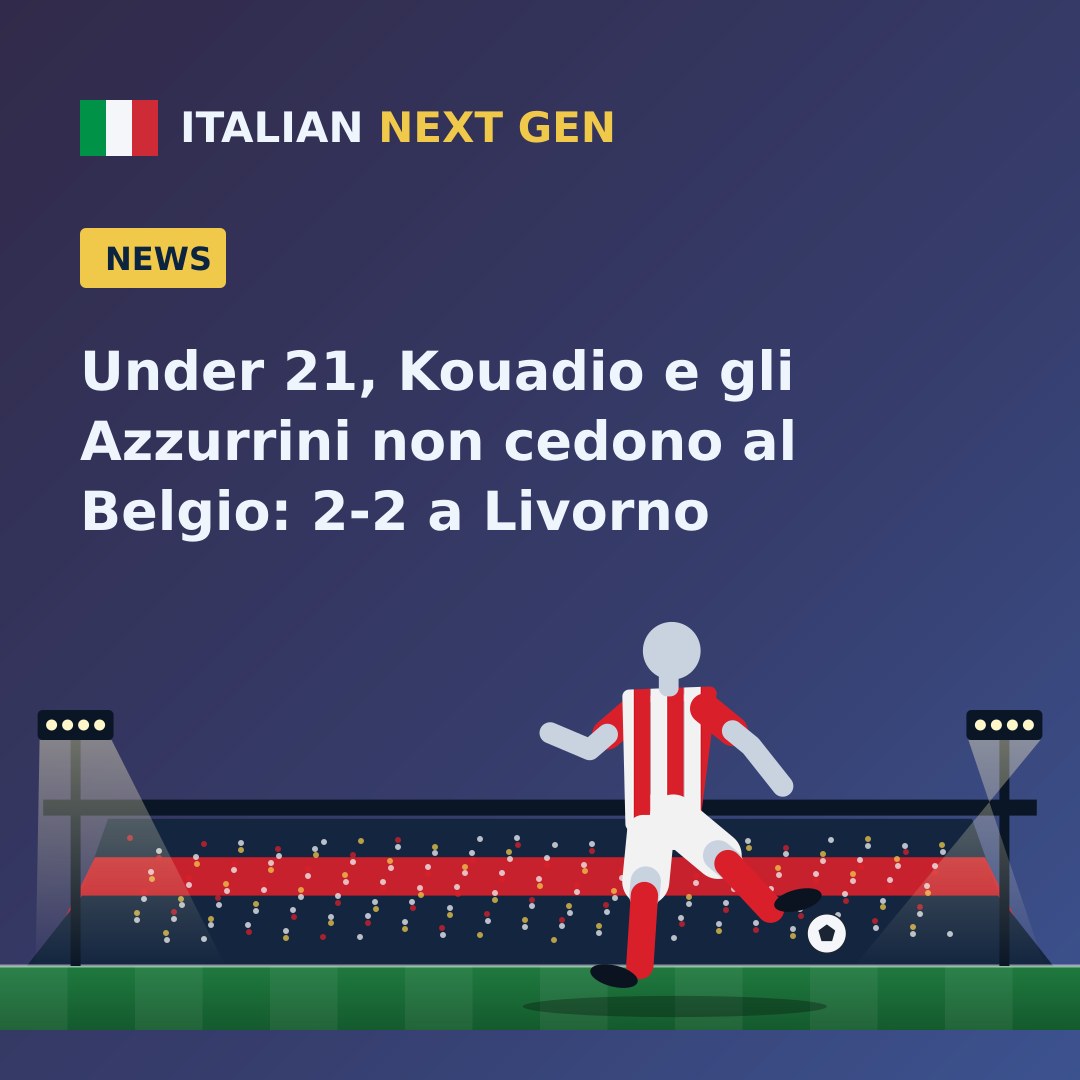 ITALIAN NEXT GEN
NEWS
Under 21, Kouadio e gli
Azzurrini non cedono al
Belgio: 2-2 a Livorno